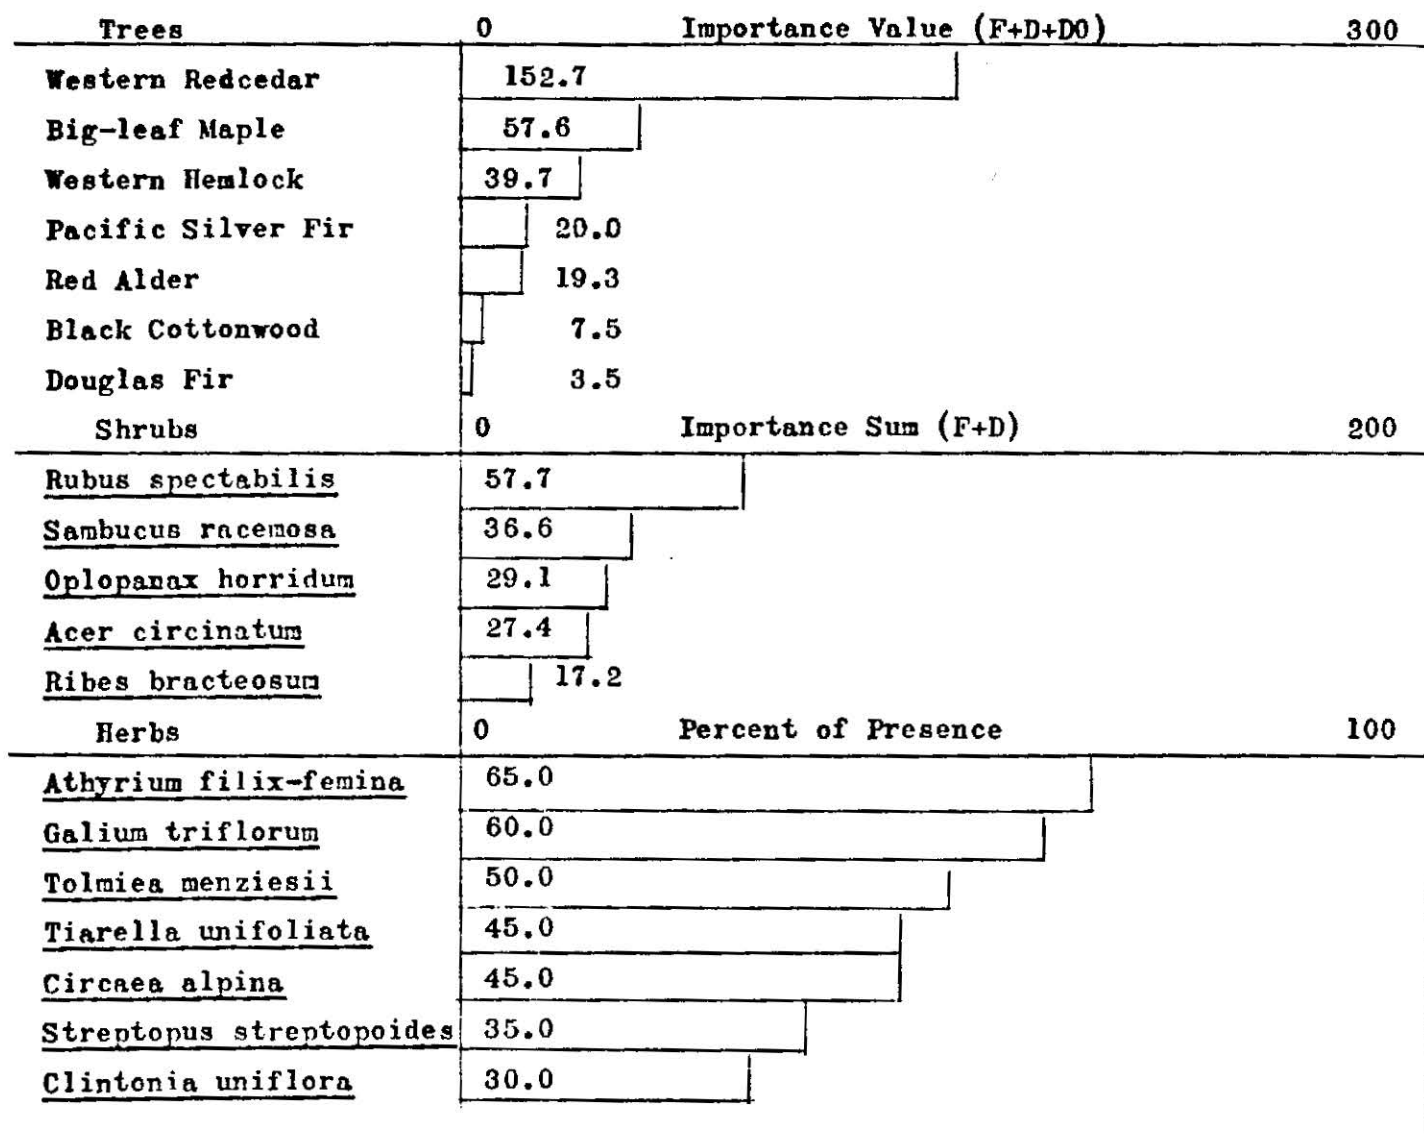 Trees 0 Importance Value (F+D+DO) 300
Western Redcedar 152.7
Big-leaf Maple 57.6
Western Hemlock 39.7
Pacific Silver Fir 20.0
Red Alder 19.3
Black Cottonwood 7.5
Douglas Fir 3.5
Shrubs 0 Importance Sum (F+D) 200
Rubus spectabilis 57.7
Sambucus racemosa 36.6
Oplopanax horridum 29.1
Acer circinatum 27.4
Ribes bracteosum 17.2
Herbs 0 Percent of Presence 100
Athyrium filix-femina 65.0
Galium triflorum 60.0
Tolmiea menziesii 50.0
Tiarella unifoliata 45.0
Circaea alpina 45.0
Streptopus streptopoides 35.0
Clintonia uniflora 30.0